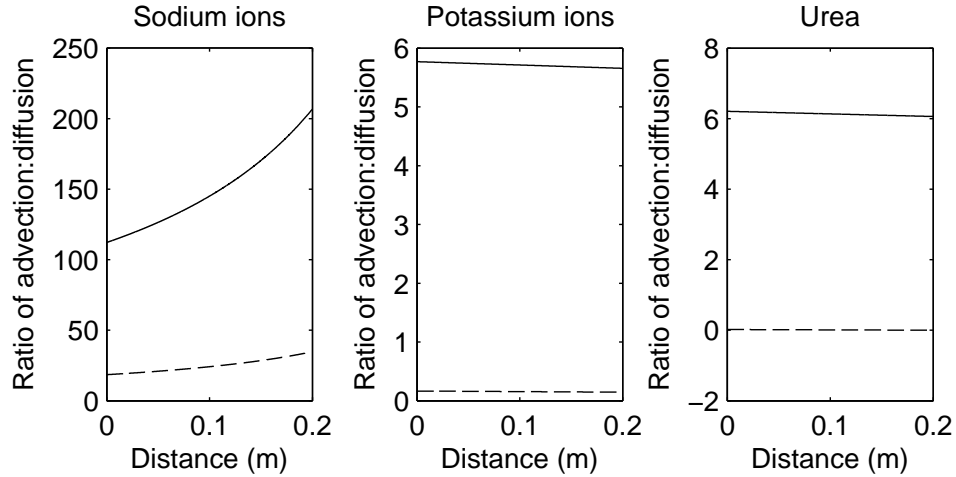 Sodium ions
Ratio of advection:diffusion
250
200
150
100
50
0
0 0.1 0.2
Distance (m)
Potassium ions
Ratio of advection:diffusion
6
5
4
3
2
1
0
0 0.1 0.2
Distance (m)
Urea
Ratio of advection:diffusion
8
6
4
2
0
−2
0 0.1 0.2
Distance (m)